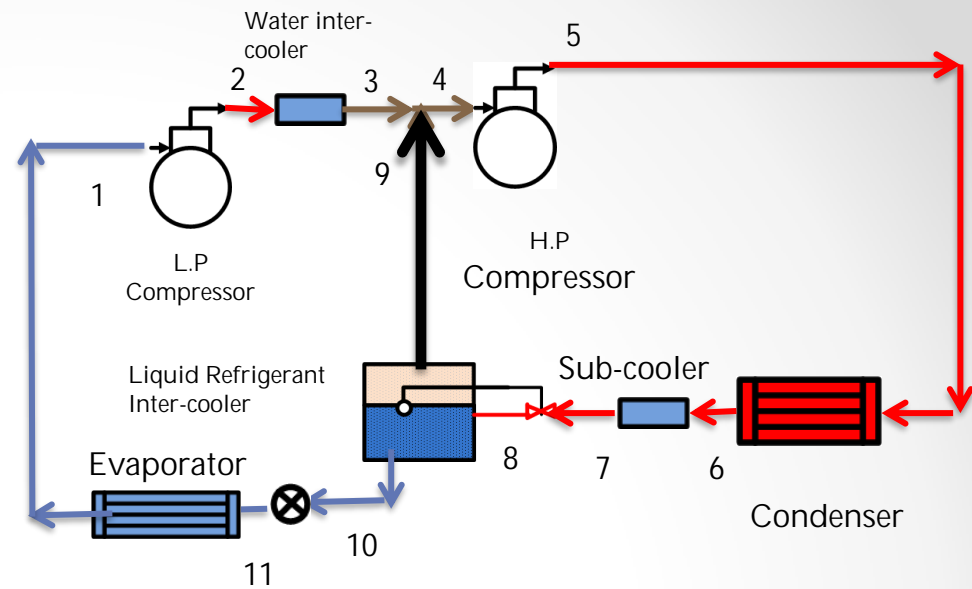 Water inter-
cooler
5
2
3
4
9
1
L.P
Compressor
H.P
Compressor
Liquid Refrigerant
Inter-cooler
Sub-cooler
Evaporator
8
7
6
Condenser
10
11